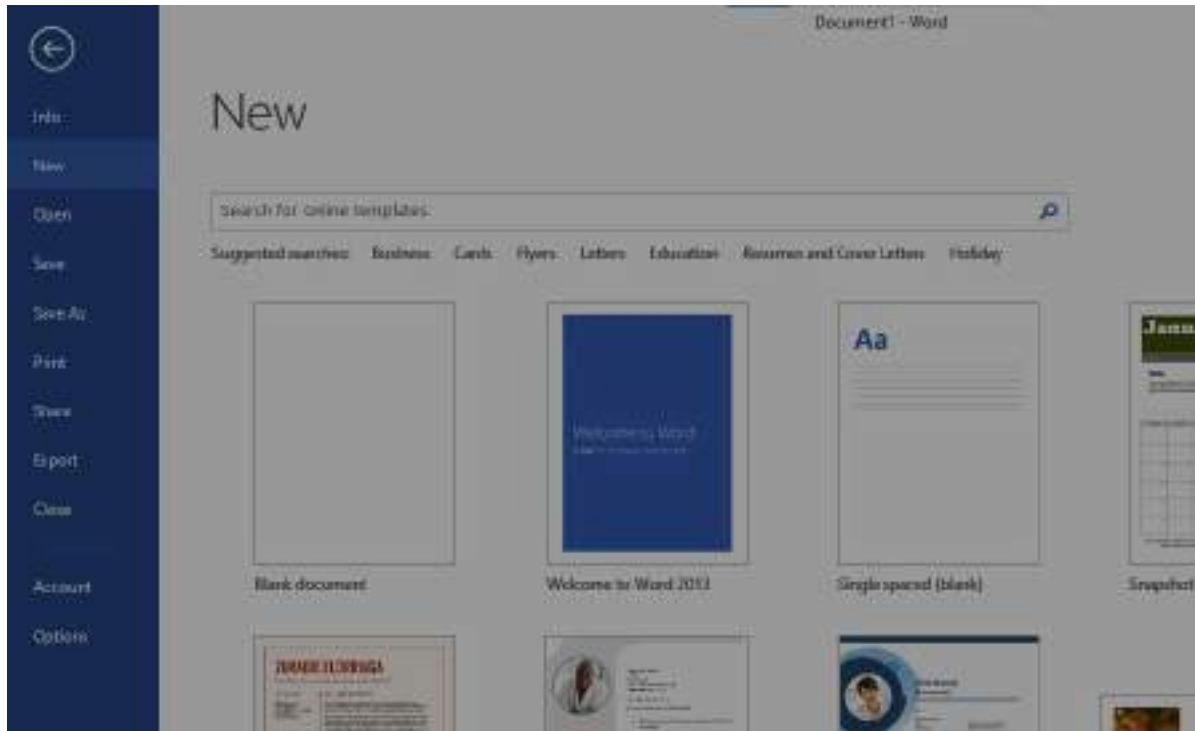 Document1 - Word
Info
New
New
Open
Save
Save As
Print
Share
Export
Close
Account
Options
Search for online templates
Suggested searches: Business Cards Flyers Letters Education Resumes and Cover Letters Holiday
Aa
Welcome to Word
Blank document
Welcome to Word 2013
Single spaced (blank)
Snapshot